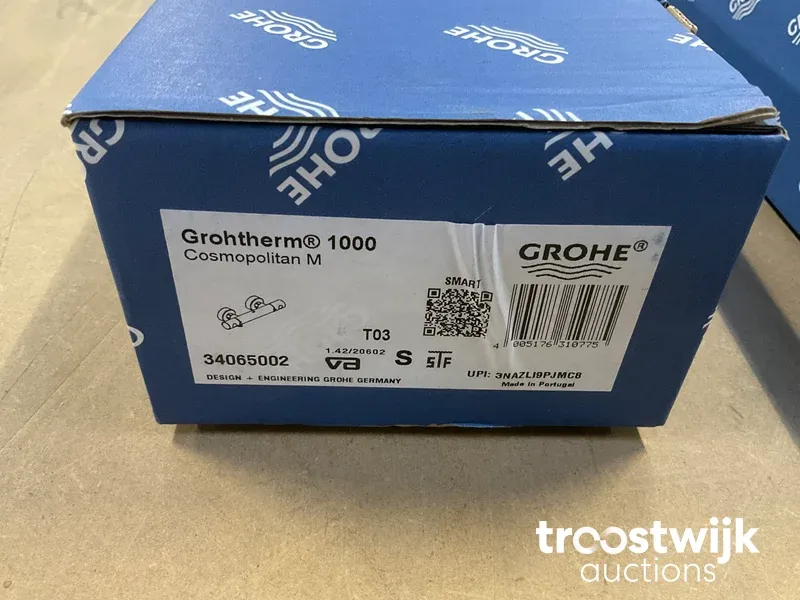 GROHE
GROHE
GROHE
GROHE
GROHE
Grohtherm® 1000
Cosmopolitan M
GROHE®
SMART
4 005176 310775
T03
34065002
1.42/20602
va
S
STF
UPI: 3NAZLI9PJMC8
DESIGN + ENGINEERING GROHE GERMANY
Made in Portugal
troostwijk
auctions